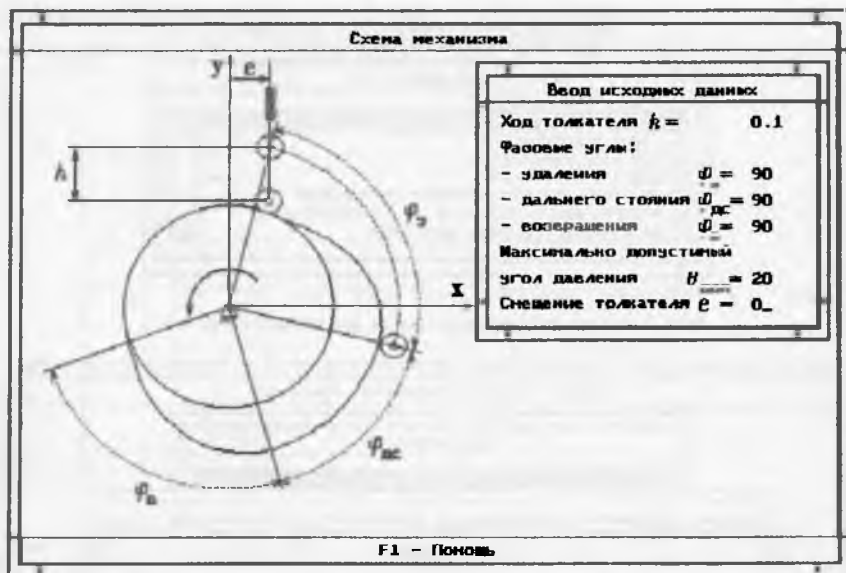 Схема механизма
y
e
h
φу
x
φдс
φв
Ввод исходных данных
Ход толкателя h = 0.1
Фазовые углы:
- удаления Φ = 90
- дальнего стояния Φдс = 90
- возвращения Φ = 90
Максимально допустимый
угол давления = 20
Смещение толкателя e = 0_
F1 - Помощь